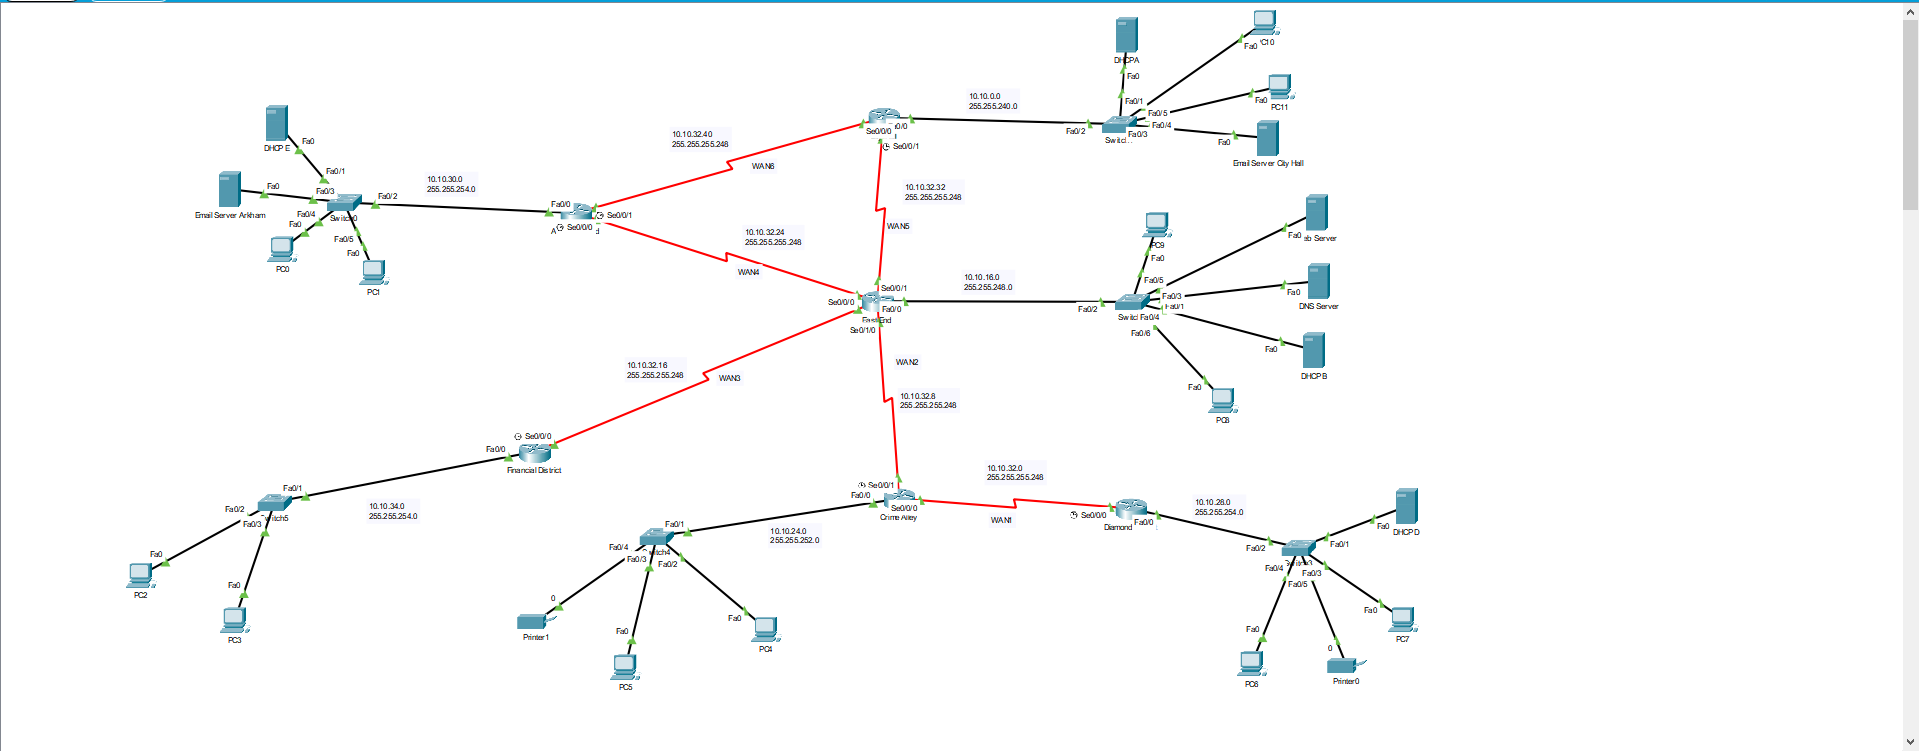 Fa0
C10
DHCPA
Fa0
Fa0
PC11
Fa0/1
Fa0/5
Fa0/4
Fa0/3
Fa0/2
Switc...
Fa0
Email Server City Hall
10.10.0.0
255.255.240.0
0/0
Se0/0/0
Se0/0/1
10.10.32.40
255.255.255.248
WAN6
DHCP E
Fa0
Fa0/1
Fa0
Fa0/3
Fa0/2
Email Server Arkham
Fa0/4
Switch0
Fa0
Fa0/5
Fa0
PC0
PC1
10.10.30.0
255.255.254.0
Fa0/0
Se0/0/1
Se0/0/0
A
10.10.32.32
255.255.255.248
WAN5
10.10.32.24
255.255.255.248
WAN4
Se0/0/1
Se0/0/0
Fa0/0
East End
Se0/1/0
10.10.16.0
255.255.248.0
PC9
Fa0
Fa0
eb Server
Fa0/5
Fa0/3
Fa0/1
Fa0/2
Switc
Fa0/4
Fa0/6
Fa0
DNS Server
Fa0
DHCP B
Fa0
PC8
WAN2
10.10.32.8
255.255.255.248
10.10.32.16
255.255.255.248
WAN3
Se0/0/0
Fa0/0
Financial District
Fa0/1
Fa0/2
witch5
Fa0/3
10.10.34.0
255.255.254.0
Fa0
PC2
Fa0
PC3
Se0/0/1
Fa0/0
Se0/0/0
Crime Alley
10.10.32.0
255.255.255.248
WAN1
Fa0/1
Fa0/4
witch4
Fa0/3
Fa0/2
10.10.24.0
255.255.252.0
0
Printer1
Fa0
PC5
Fa0
PC4
Se0/0/0
Diamond
Fa0/0
10.10.28.0
255.255.254.0
Fa0
DHCP D
Fa0/2
Fa0/1
witch3
Fa0/4
Fa0/3
Fa0/5
Fa0
PC7
Fa0
PC6
0
Printer0